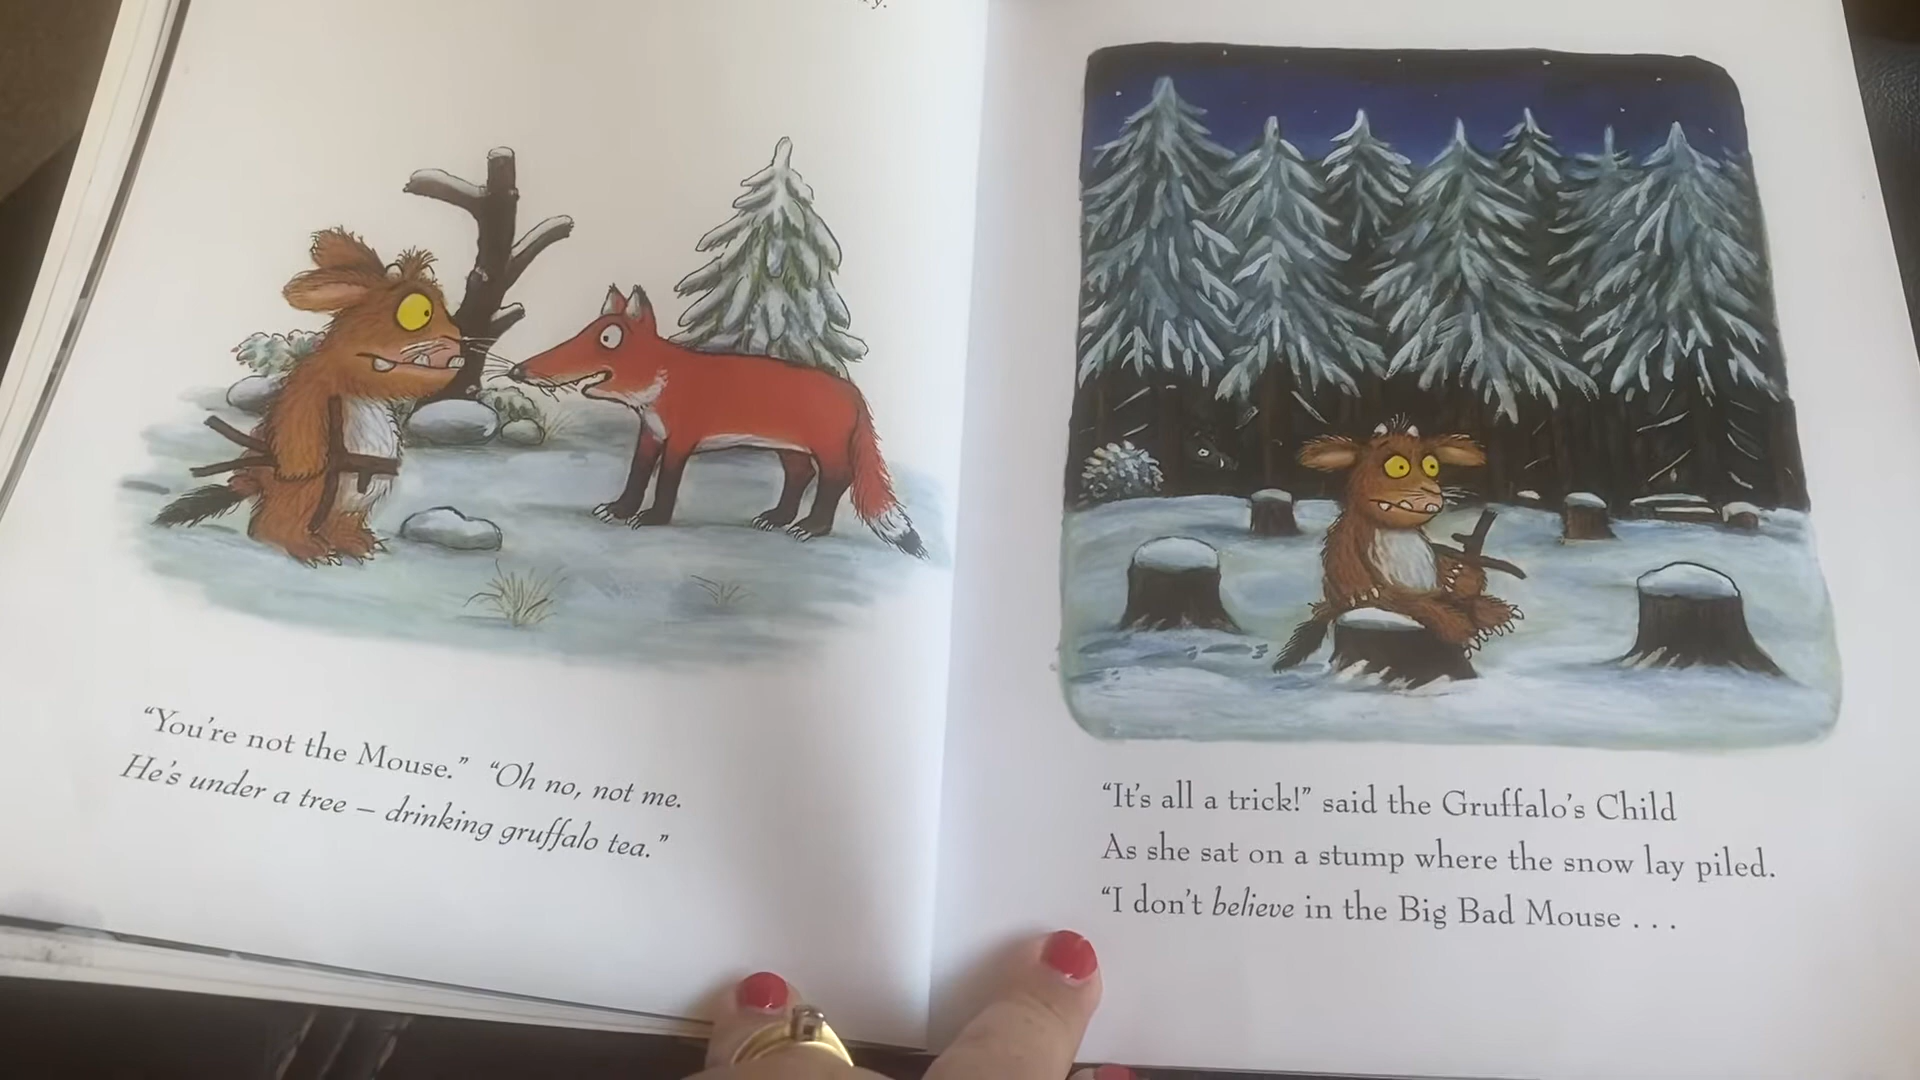 “You’re not the Mouse.” “Oh no, not me.
He’s under a tree – drinking gruffalo tea.”
“It’s all a trick!” said the Gruffalo’s Child
As she sat on a stump where the snow lay piled.
“I don’t believe in the Big Bad Mouse . . .